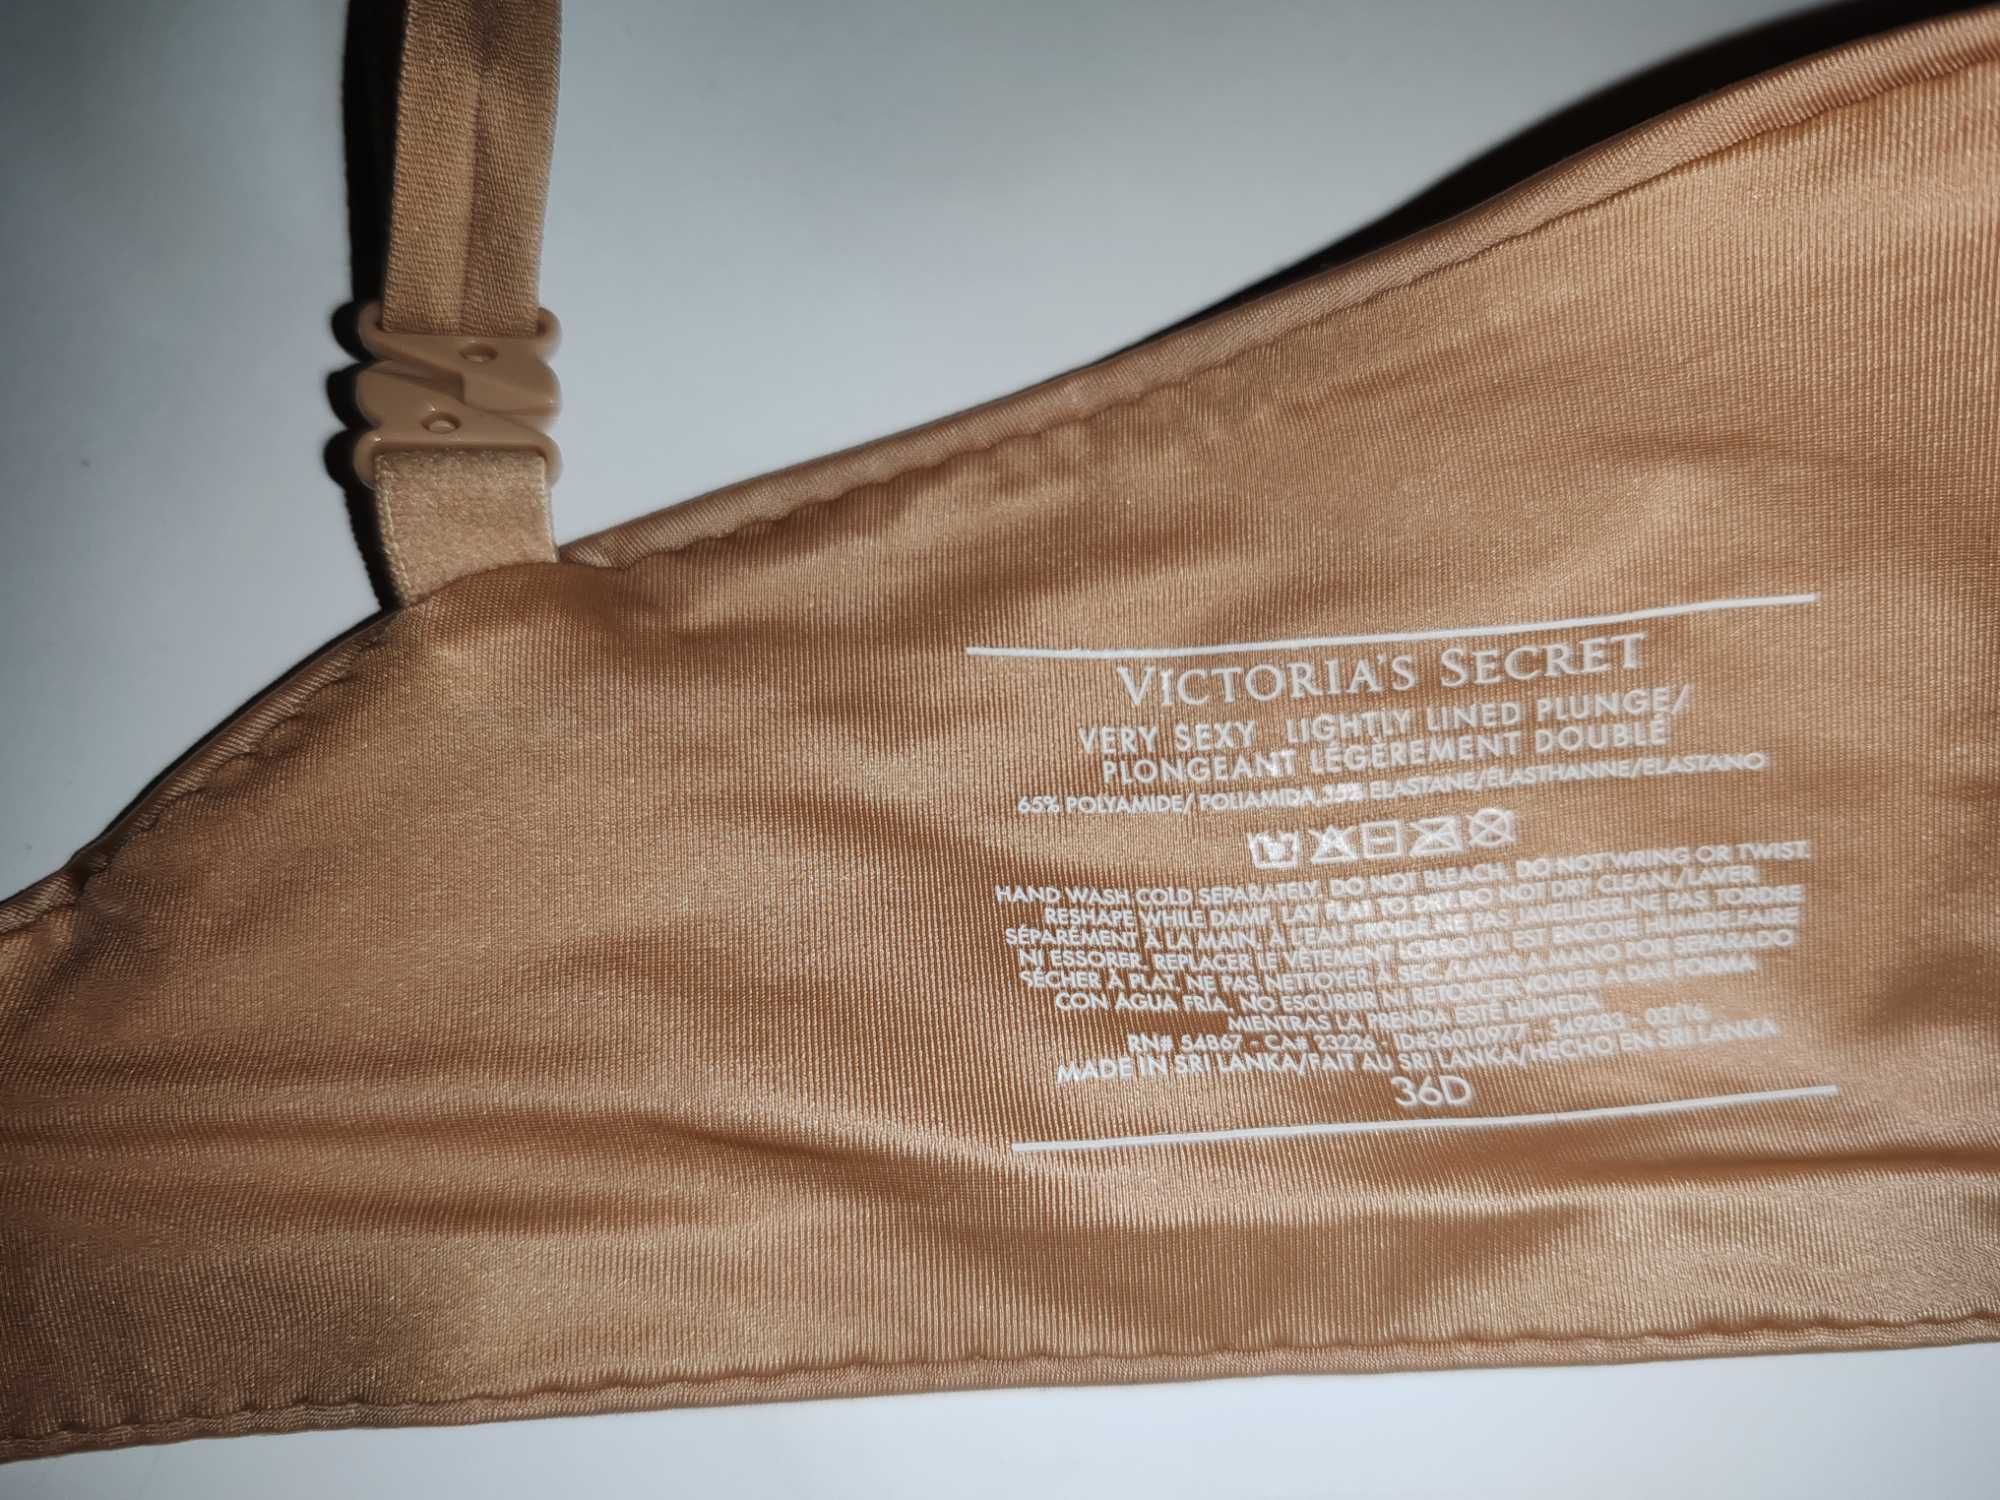 VICTORIA'S SECRET
VERY SEXY LIGHTLY LINED PLUNGE/
PLONGEANT LÉGÈREMENT DOUBLÉ
65% POLYAMIDE/ POLIAMIDA, 35% ELASTANE/ÉLASTHANNE/ELASTANO
HAND WASH COLD SEPARATELY. DO NOT BLEACH. DO NOT WRING OR TWIST.
RESHAPE WHILE DAMP. LAY FLAT TO DRY. DO NOT DRY CLEAN./LAVER
SÉPARÉMENT À LA MAIN, À L'EAU FROIDE. NE PAS JAVELLISER. NE PAS TORDRE
NI ESSORER. REPLACER LE VÊTEMENT LORSQU'IL EST ENCORE HUMIDE. FAIRE
SÉCHER À PLAT. NE PAS NETTOYER À SEC./LAVAR A MANO POR SEPARADO
CON AGUA FRÍA. NO ESCURRIR NI RETORCER. VOLVER A DAR FORMA
MIENTRAS LA PRENDA ESTÉ HÚMEDA
RN# 54867 - CA# 23226 - ID#36010977 - 349283 - 03/16
MADE IN SRI LANKA/FAIT AU SRI LANKA/HECHO EN SRI LANKA
36D